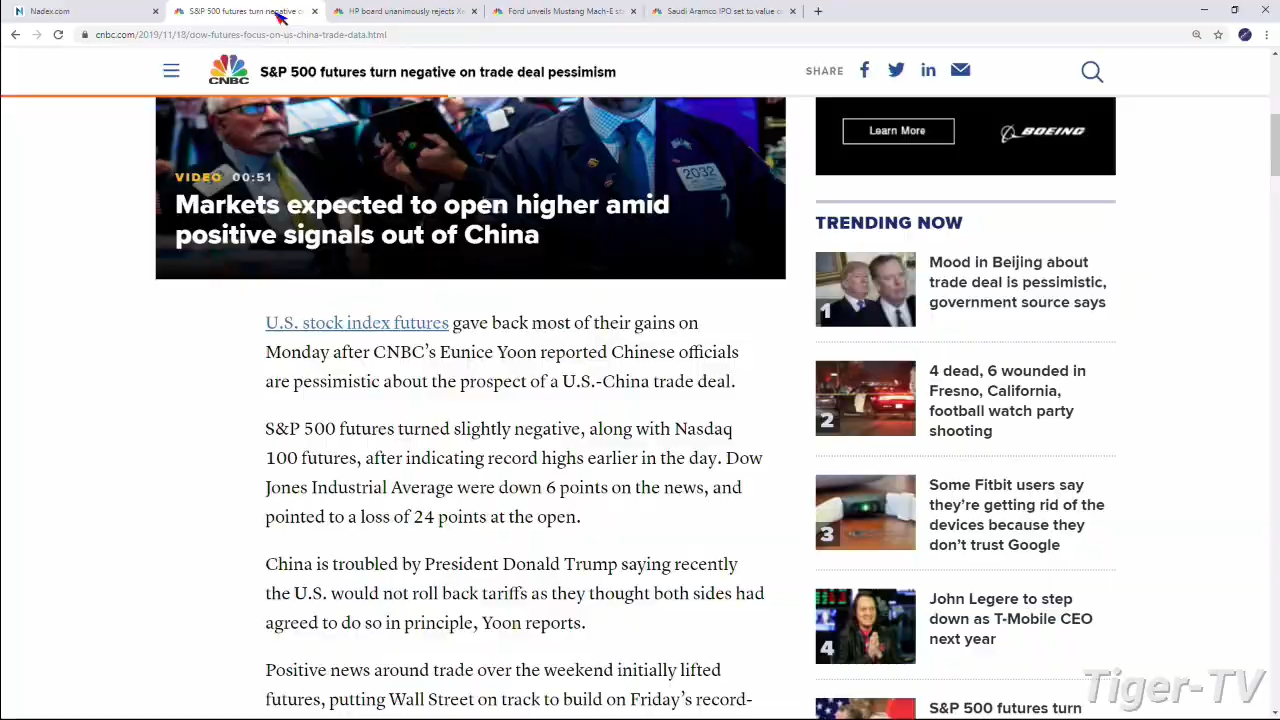 Nadex.com
S&P 500 futures turn negative o
HP board unanimously rejects Xe
Ford unveils Mustang Mach-E st
Saudi Aramco IPO set to value c
cnbc.com/2019/11/18/dow-futures-focus-on-us-china-trade-data.html
CNBC
S&P 500 futures turn negative on trade deal pessimism
SHARE
VIDEO 00:51
Markets expected to open higher amid
positive signals out of China
2032
Learn More
BOEING
U.S. stock index futures gave back most of their gains on
Monday after CNBC’s Eunice Yoon reported Chinese officials
are pessimistic about the prospect of a U.S.-China trade deal.
S&P 500 futures turned slightly negative, along with Nasdaq
100 futures, after indicating record highs earlier in the day. Dow
Jones Industrial Average were down 6 points on the news, and
pointed to a loss of 24 points at the open.
China is troubled by President Donald Trump saying recently
the U.S. would not roll back tariffs as they thought both sides had
agreed to do so in principle, Yoon reports.
Positive news around trade over the weekend initially lifted
futures, putting Wall Street on track to build on Friday’s record-
TRENDING NOW
1
Mood in Beijing about
trade deal is pessimistic,
government source says
2
4 dead, 6 wounded in
Fresno, California,
football watch party
shooting
3
Some Fitbit users say
they’re getting rid of the
devices because they
don’t trust Google
4
John Legere to step
down as T-Mobile CEO
next year
S&P 500 futures turn
Tiger-TV